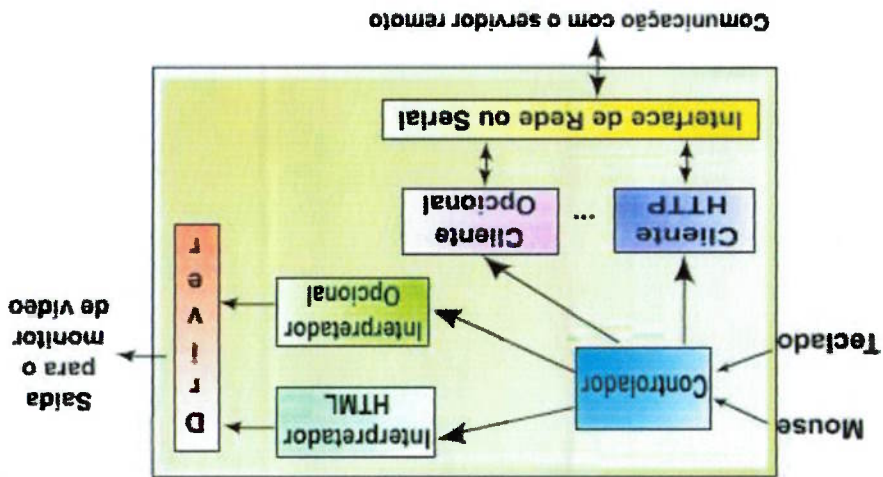 Mouse
Teclado
Controlador
Interpretador
HTML
Interpretador
Opcional
Driver
Saída
para o
monitor
de vídeo
Cliente
HTTP
...
Cliente
Opcional
Interface de Rede ou Serial
Comunicação com o servidor remoto